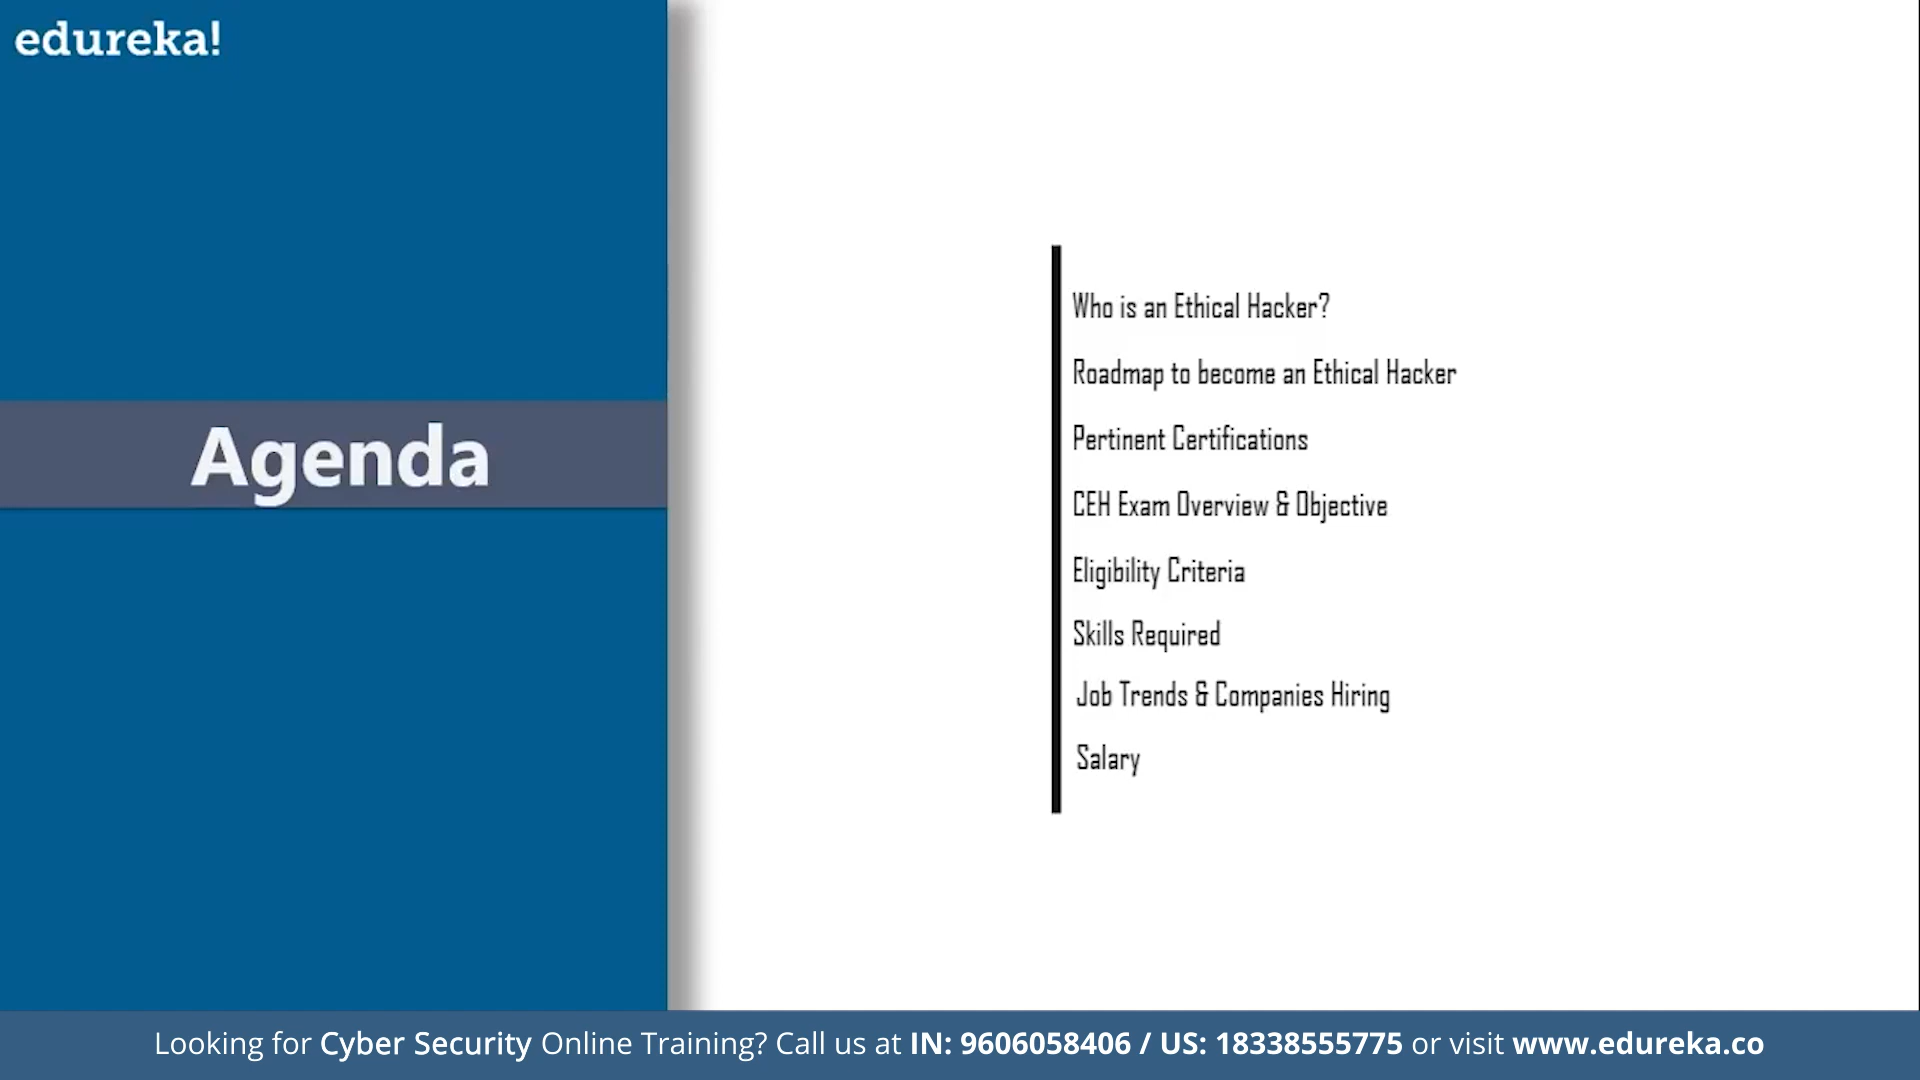 edureka!
Agenda
Who is an Ethical Hacker?
Roadmap to become an Ethical Hacker
Pertinent Certifications
CEH Exam Overview & Objective
Eligibility Criteria
Skills Required
Job Trends & Companies Hiring
Salary
Looking for Cyber Security Online Training? Call us at IN: 9606058406 / US: 18338555775 or visit www.edureka.co